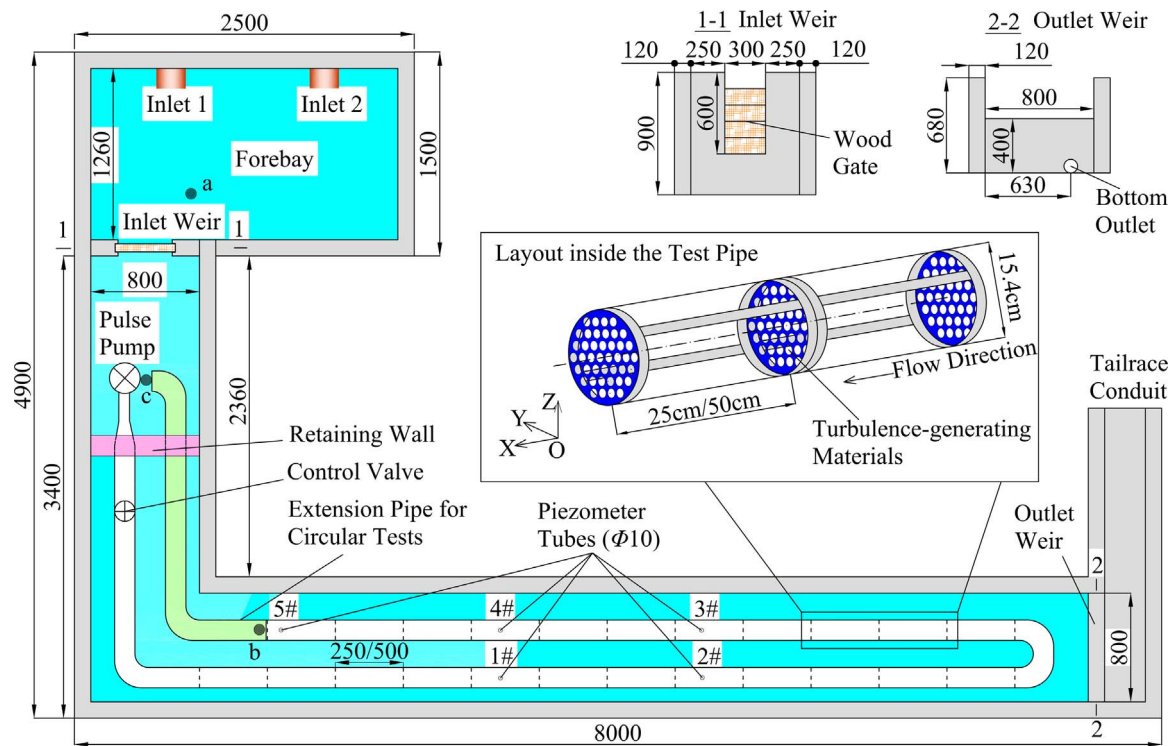 2500
1-1 Inlet Weir
120 250 300 250 120
900
600
Wood
Gate
2-2 Outlet Weir
120
800
680
400
630
Bottom
Outlet
Inlet 1
Inlet 2
1260
Forebay
1500
a
Inlet Weir
1
1
800
Pulse
Pump
c
4900
3400
2360
Retaining Wall
Control Valve
Extension Pipe for
Circular Tests
Layout inside the Test Pipe
15.4cm
Flow Direction
25cm/50cm
Z
Y
X
O
Turbulence-generating
Materials
Tailrace
Conduit
Piezometer
Tubes (Φ10)
Outlet
Weir
2
5#
4#
3#
b
250/500
1#
2#
800
2
8000